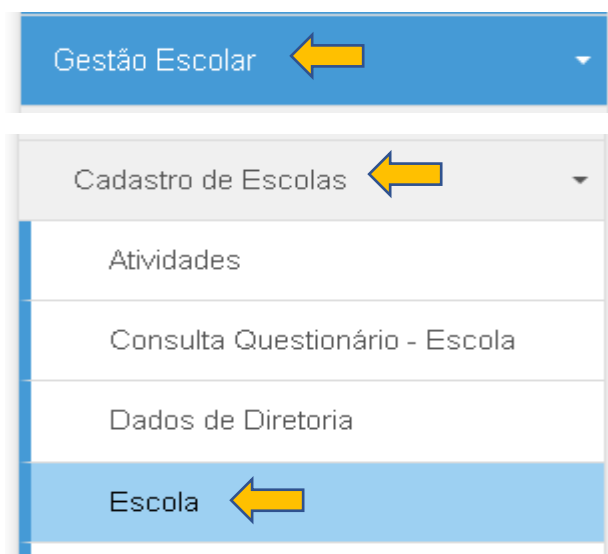 Gestão Escolar
Cadastro de Escolas
Atividades
Consulta Questionário - Escola
Dados de Diretoria
Escola